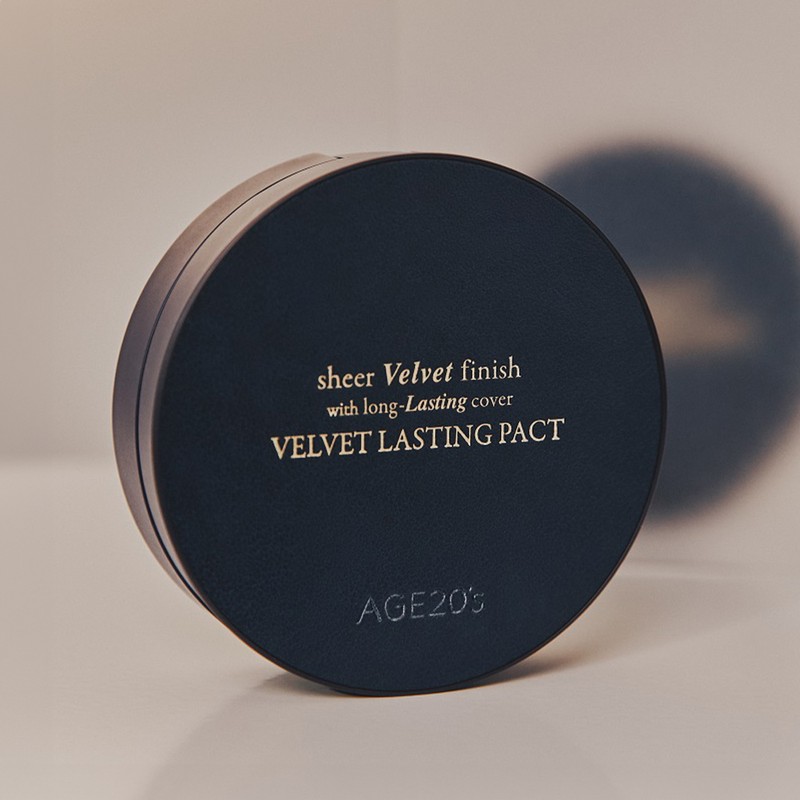 sheer Velvet finish
with long-Lasting cover
VELVET LASTING PACT
AGE20's